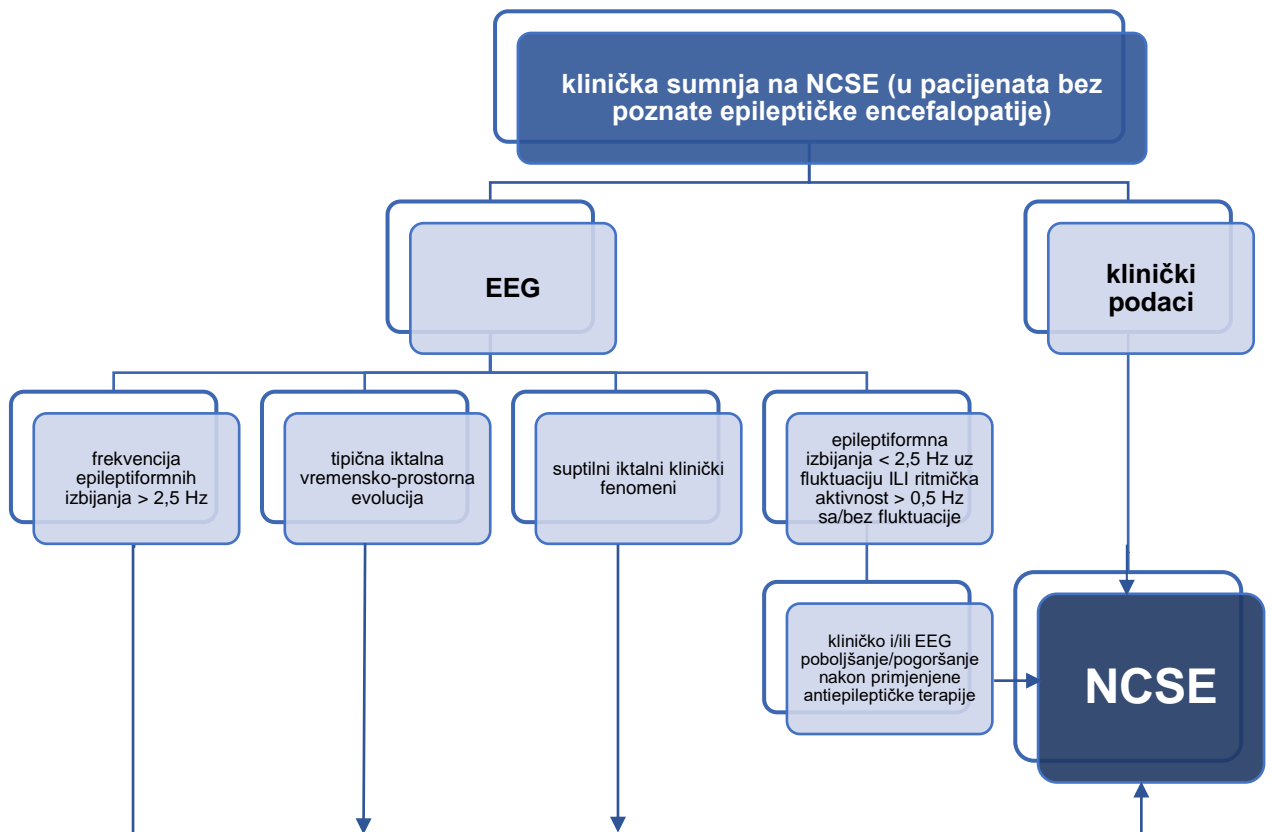 klinička sumnja na NCSE (u pacijenata bez
poznate epileptičke encefalopatije)
EEG
klinički
podaci
frekvencija
epileptiformnih
izbijanja > 2,5 Hz
tipična iktalna
vremensko-prostorna
evolucija
suptilni iktalni klinički
fenomeni
epileptiformna
izbijanja < 2,5 Hz uz
fluktuaciju ILI ritmička
aktivnost > 0,5 Hz
sa/bez fluktuacije
kliničko i/ili EEG
poboljšanje/pogoršanje
nakon primjenjene
antiepileptičke terapije
NCSE